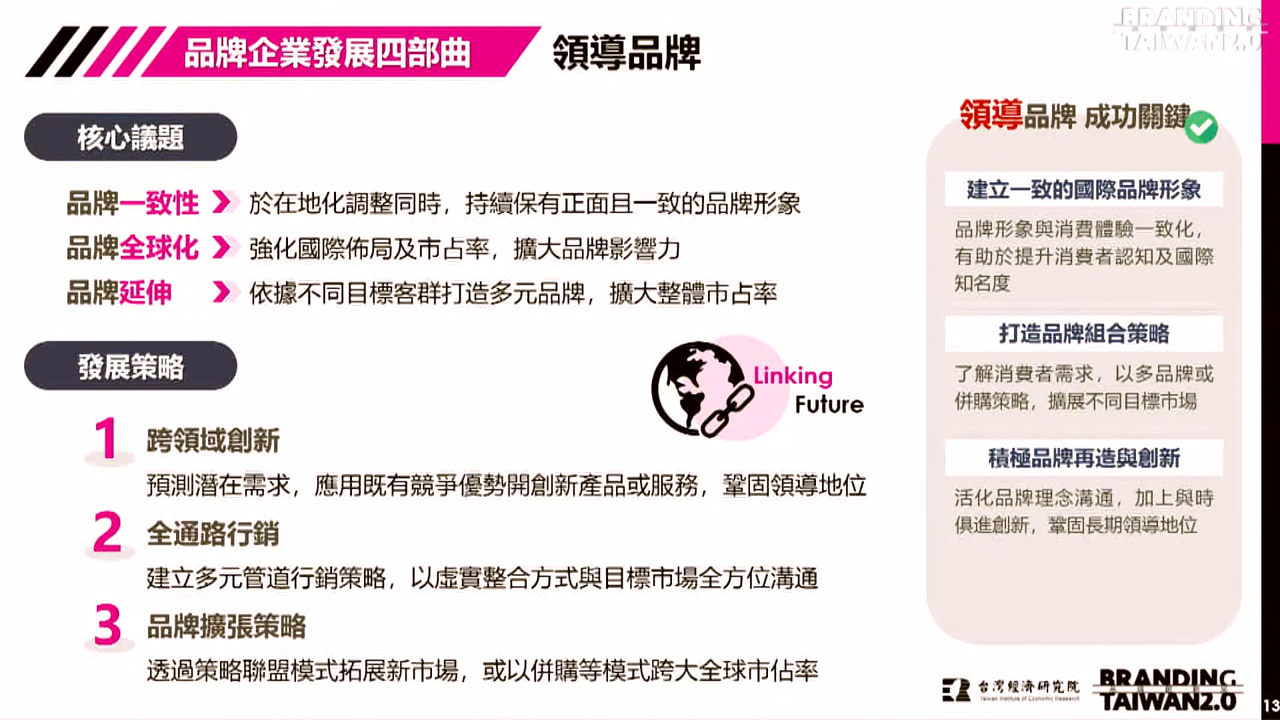 BRANDING
TAIWAN2.0
品牌企業發展四部曲
領導品牌
核心議題
品牌一致性
於在地化調整同時，持續保有正面且一致的品牌形象
品牌全球化
強化國際佈局及市占率，擴大品牌影響力
品牌延伸
依據不同目標客群打造多元品牌，擴大整體市占率
Linking
Future
發展策略
1 跨領域創新
預測潛在需求，應用既有競爭優勢開創新產品或服務，鞏固領導地位
2 全通路行銷
建立多元管道行銷策略，以虛實整合方式與目標市場全方位溝通
3 品牌擴張策略
透過策略聯盟模式拓展新市場，或以併購等模式跨大全球市佔率
領導品牌 成功關鍵
建立一致的國際品牌形象
品牌形象與消費體驗一致化，
有助於提升消費者認知及國際
知名度
打造品牌組合策略
了解消費者需求，以多品牌或
併購策略，擴展不同目標市場
積極品牌再造與創新
活化品牌理念溝通，加上與時
俱進創新，鞏固長期領導地位
台灣經濟研究院
Taiwan Institute of Economic Research
BRANDING
TAIWAN2.0
13